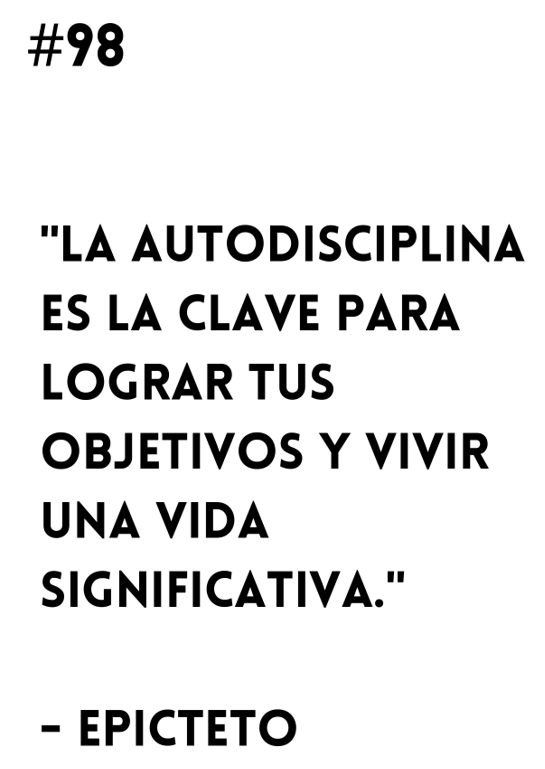 #98
"LA AUTODISCIPLINA
ES LA CLAVE PARA
LOGRAR TUS
OBJETIVOS Y VIVIR
UNA VIDA
SIGNIFICATIVA."
- EPICTETO